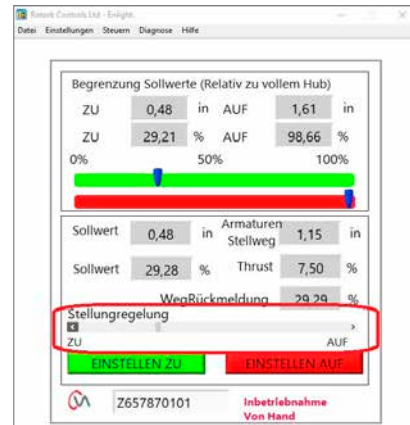 Rotork Controls Ltd - Enlight.
Datei Einstellungen Steuern Diagnose Hilfe
Begrenzung Sollwerte (Relativ zu vollem Hub)
ZU 0,48 in AUF 1,61 in
ZU 29,21 % AUF 98,66 %
0% 50% 100%
Sollwert 0,48 in Armaturen Stellweg 1,15 in
Sollwert 29,28 % Thrust 7,50 %
WegRückmeldung 29,29 %
Stellungregelung
ZU AUF
EINSTELLEN ZU EINSTELLEN AUF
Z657870101 Inbetriebnahme
Von Hand